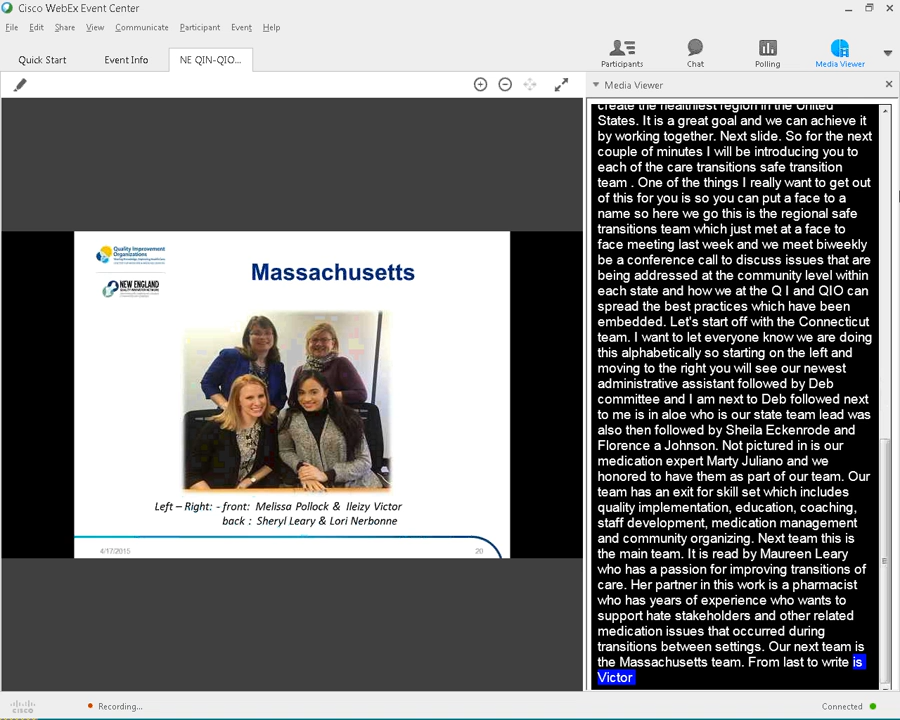 Cisco WebEx Event Center
File Edit Share View Communicate Participant Event Help
Quick Start Event Info NE QIN-QIO...
Participants Chat Polling Media Viewer
Media Viewer
Quality Improvement
Organizations
NEW ENGLAND
Massachusetts
Left – Right: - front: Melissa Pollock & Ileizy Victor
back : Sheryl Leary & Lori Nerbonne
4/17/2015 20
create the healthiest region in the United
States. It is a great goal and we can achieve it
by working together. Next slide. So for the next
couple of minutes I will be introducing you to
each of the care transitions safe transition
team . One of the things I really want to get out
of this for you is so you can put a face to a
name so here we go this is the regional safe
transitions team which just met at a face to
face meeting last week and we meet biweekly
be a conference call to discuss issues that are
being addressed at the community level within
each state and how we at the Q I and QIO can
spread the best practices which have been
embedded. Let's start off with the Connecticut
team. I want to let everyone know we are doing
this alphabetically so starting on the left and
moving to the right you will see our newest
administrative assistant followed by Deb
committee and I am next to Deb followed next
to me is in aloe who is our state team lead was
also then followed by Sheila Eckenrode and
Florence a Johnson. Not pictured in is our
medication expert Marty Juliano and we
honored to have them as part of our team. Our
team has an exit for skill set which includes
quality implementation, education, coaching,
staff development, medication management
and community organizing. Next team this is
the main team. It is read by Maureen Leary
who has a passion for improving transitions of
care. Her partner in this work is a pharmacist
who has years of experience who wants to
support hate stakeholders and other related
medication issues that occurred during
transitions between settings. Our next team is
the Massachusetts team. From last to write is
Victor
cisco Recording... Connected